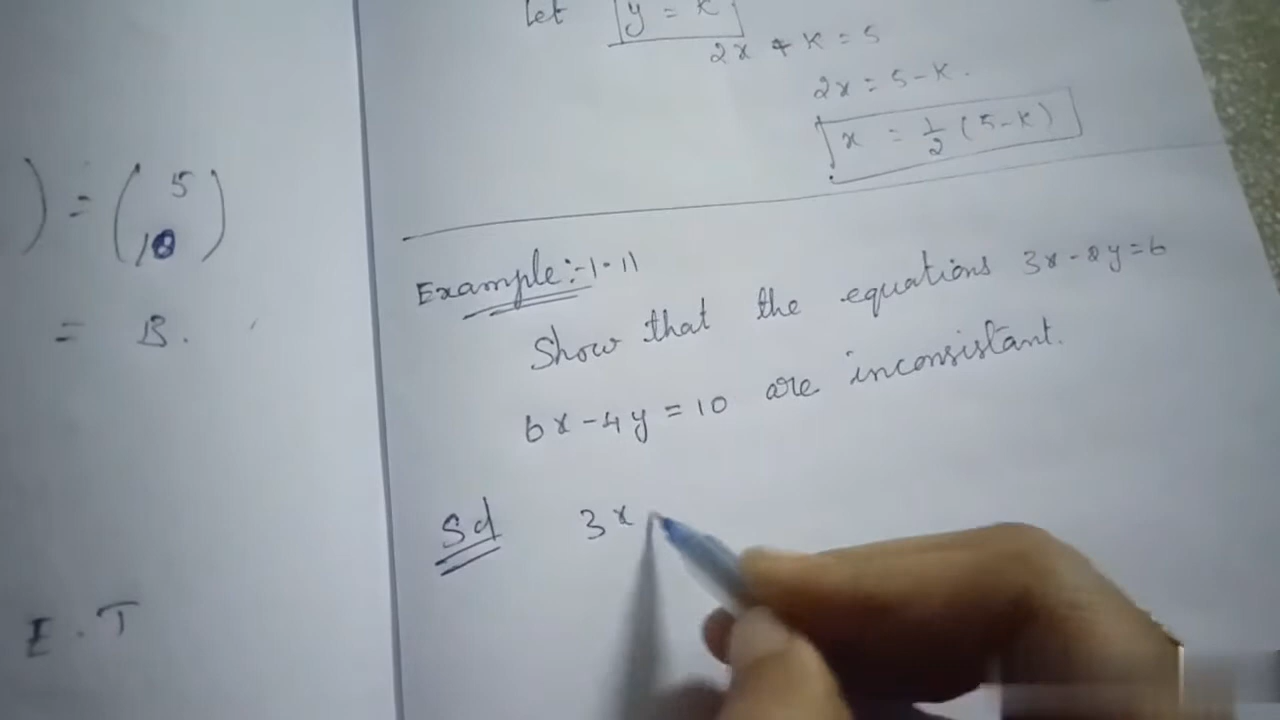 ) = ( 5
10 )
= B.
E.T
let y = K
2x + K = 5
2x = 5-K.
x = 1/2 (5-K)
Example:-1.11
Show that the equations 3x-2y=6
6x-4y=10 are inconsistant.
Sol 3x